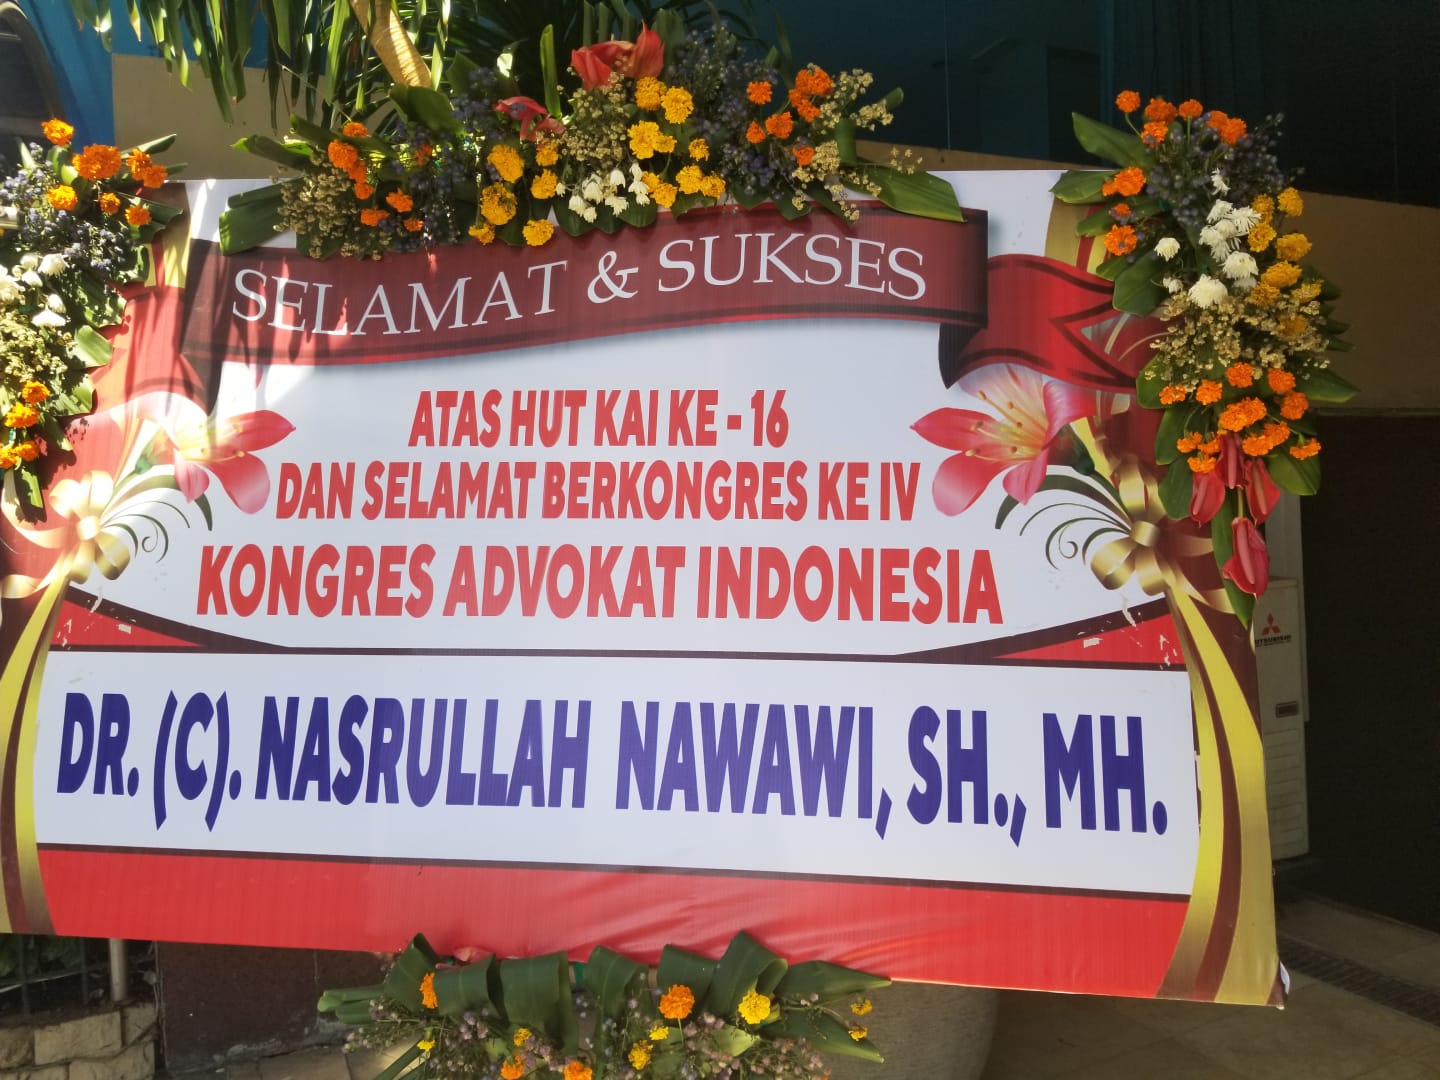 SELAMAT & SUKSES
ATAS HUT KAI KE - 16
DAN SELAMAT BERKONGRES KE IV
KONGRES ADVOKAT INDONESIA
DR. (C). NASRULLAH NAWAWI, SH., MH.
MITSUBISHI